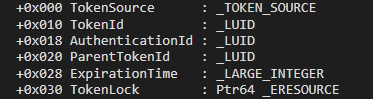 +0x000 TokenSource : _TOKEN_SOURCE
+0x010 TokenId : _LUID
+0x018 AuthenticationId : _LUID
+0x020 ParentTokenId : _LUID
+0x028 ExpirationTime : _LARGE_INTEGER
+0x030 TokenLock : Ptr64 _ERESOURCE